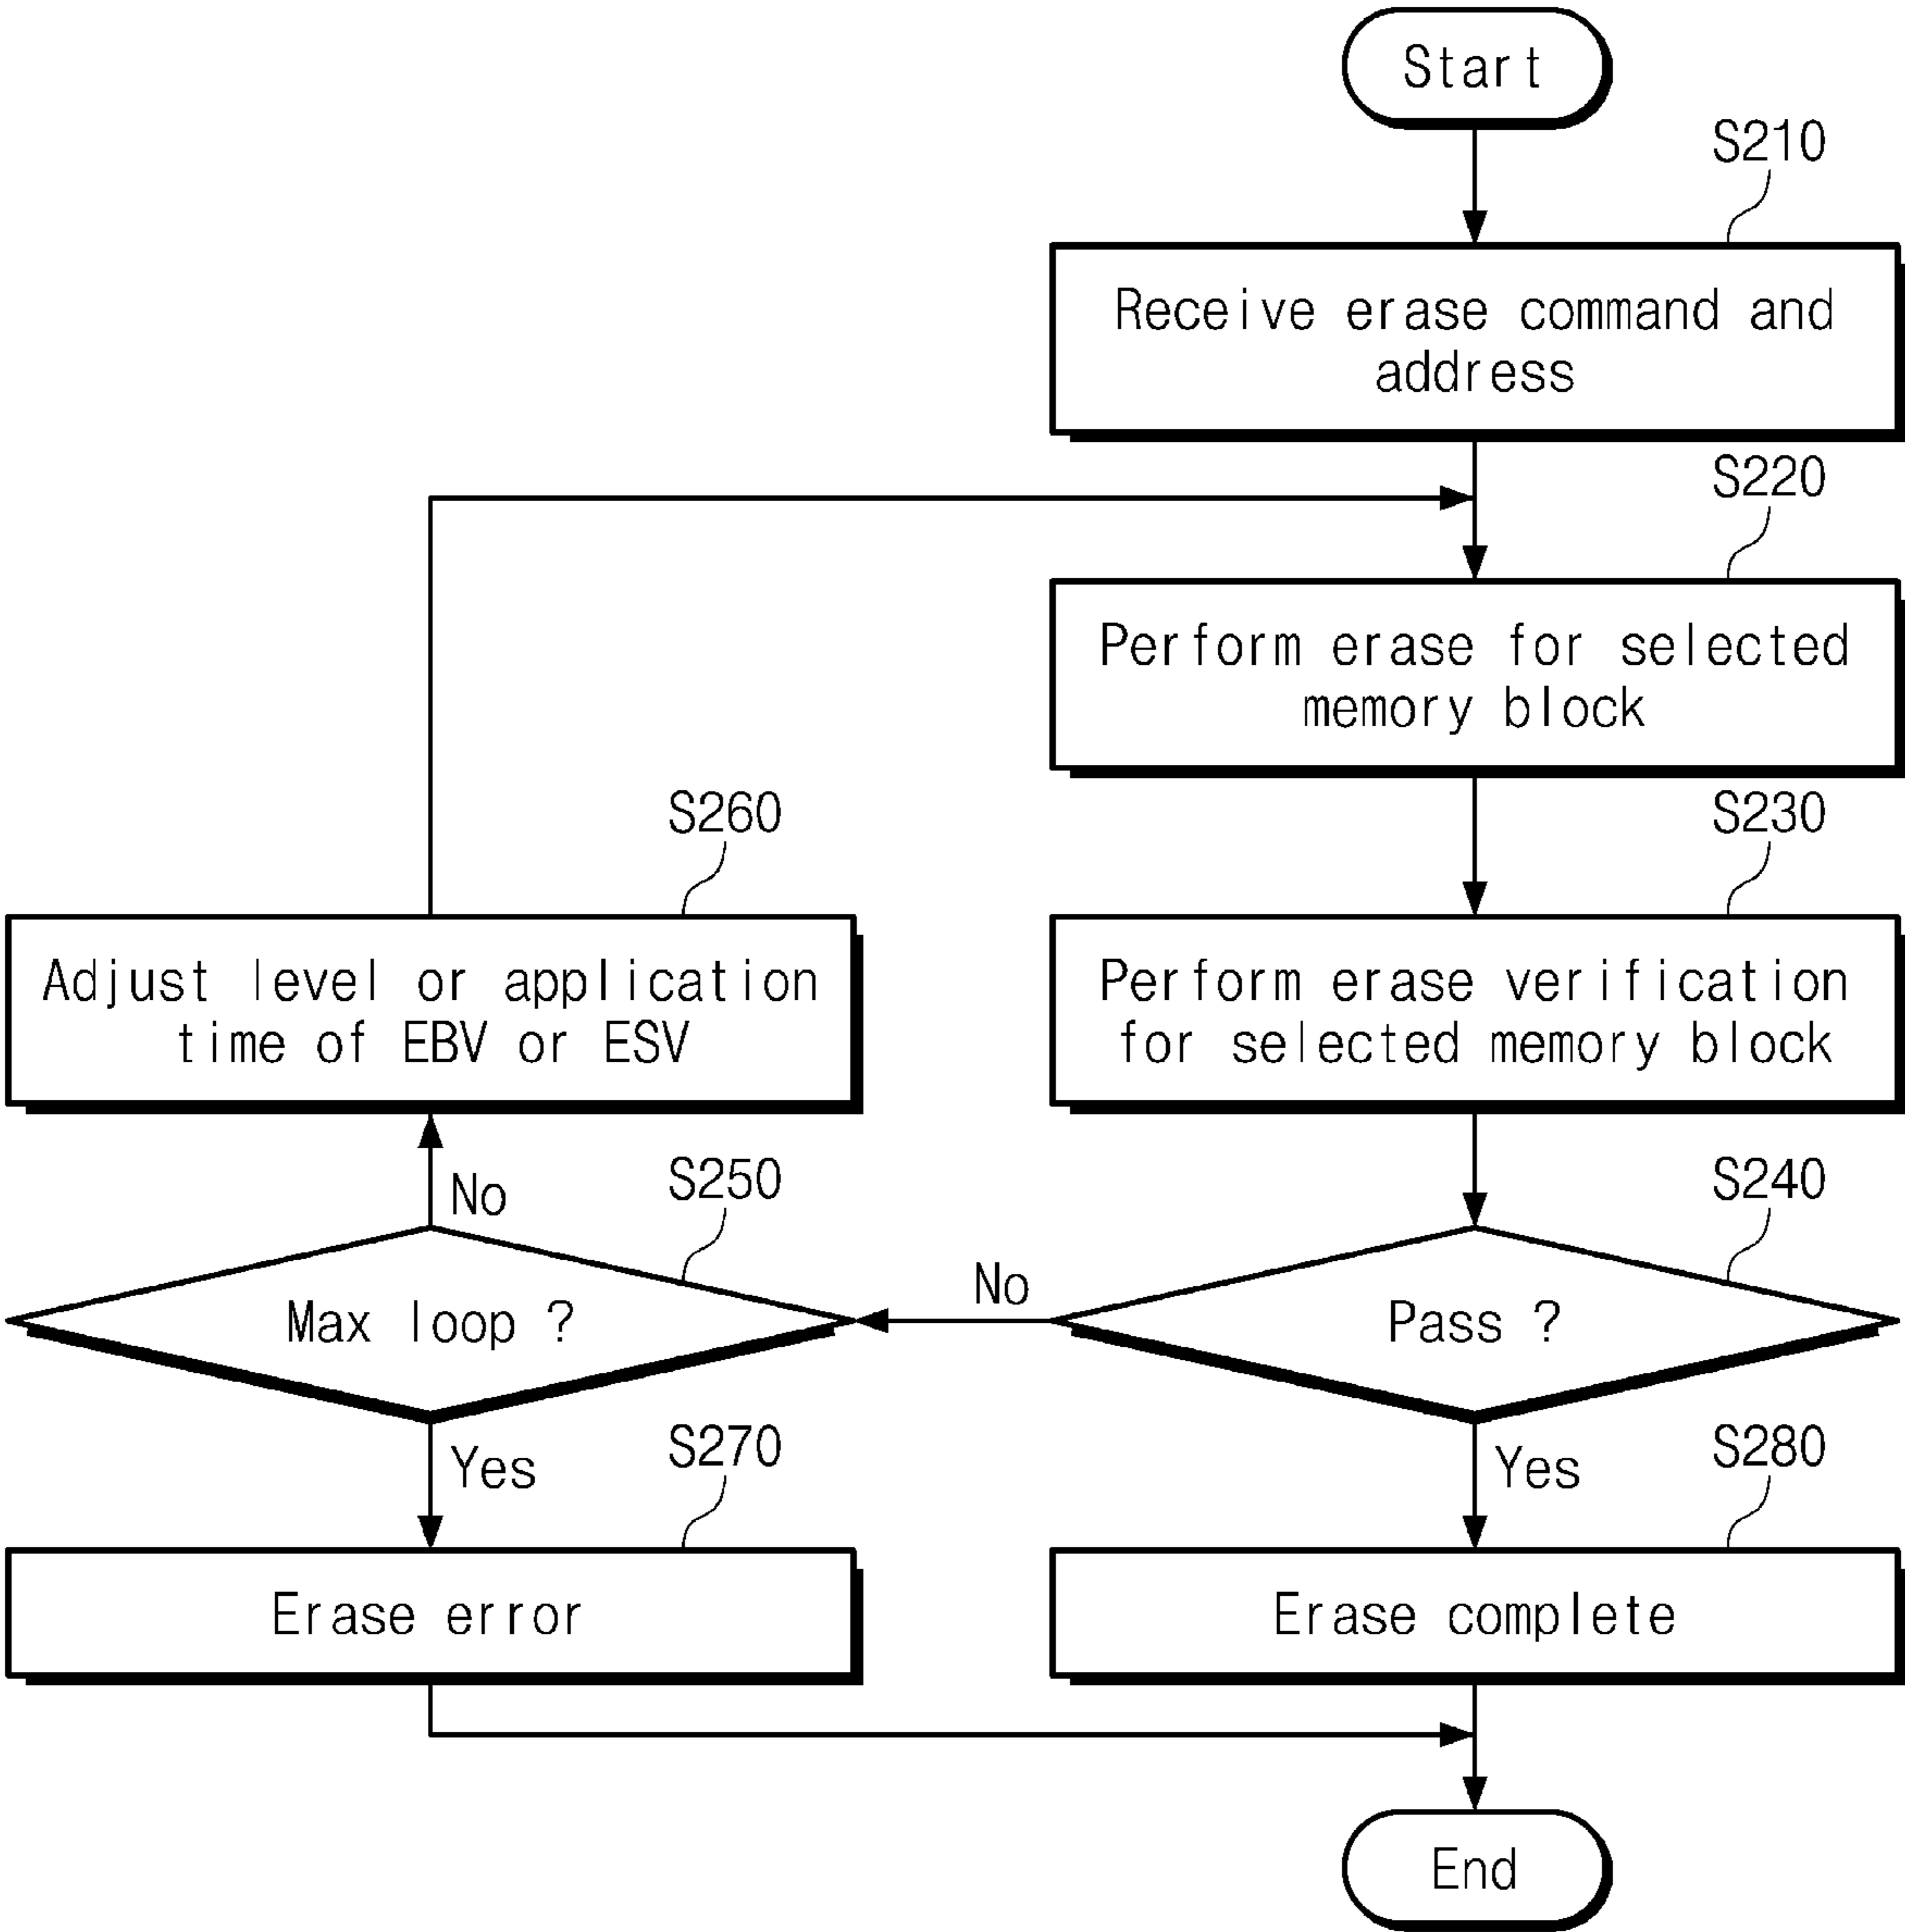 Start
S210
Receive erase command and
address
S220
Perform erase for selected
memory block
S260
S230
Adjust level or application
time of EBV or ESV
Perform erase verification
for selected memory block
No
S250
S240
Max loop ?
No
Pass ?
Yes
S270
Yes
S280
Erase error
Erase complete
End